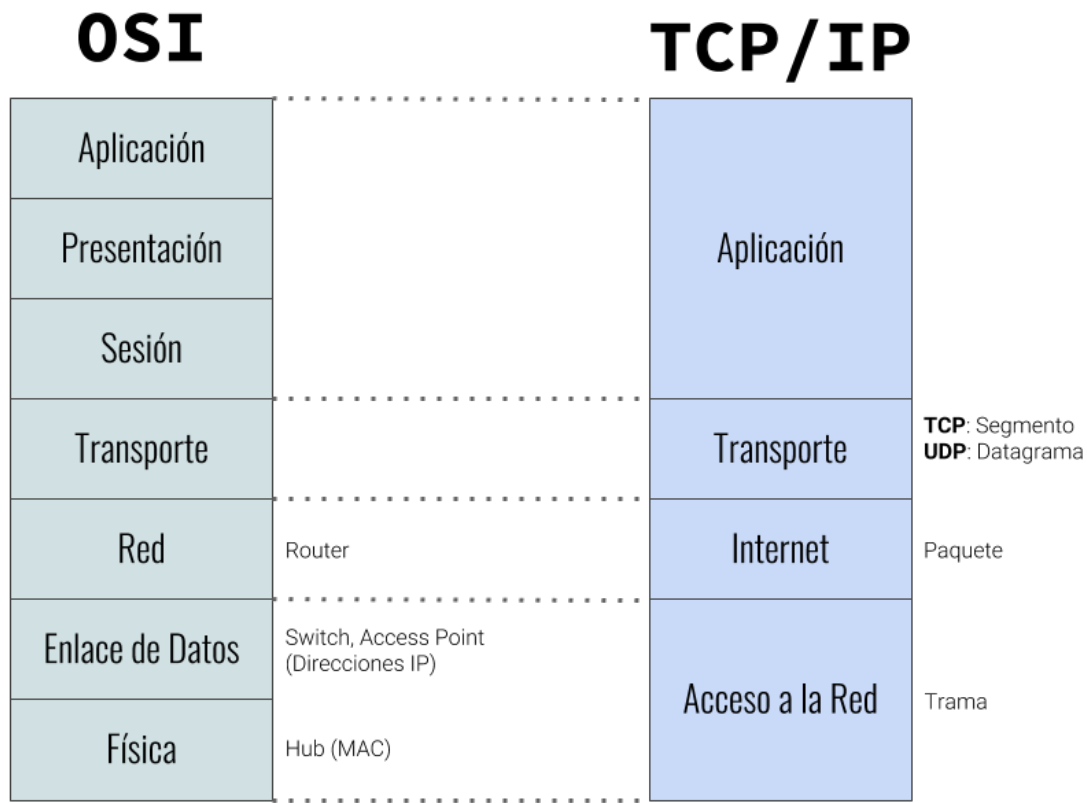 OSI
TCP/IP
Aplicación
Presentación
Sesión
Transporte
Red
Router
Enlace de Datos
Switch, Access Point
(Direcciones IP)
Física
Hub (MAC)
Aplicación
Transporte
TCP: Segmento
UDP: Datagrama
Internet
Paquete
Acceso a la Red
Trama